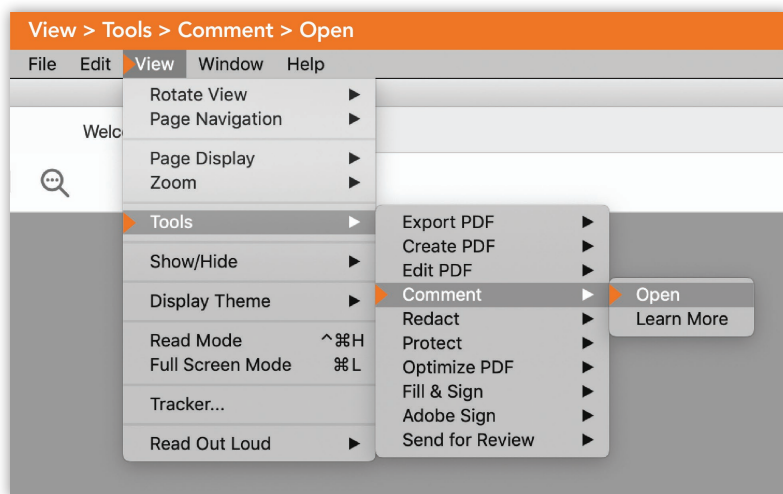 View > Tools > Comment > Open
File Edit View Window Help
Rotate View
Page Navigation
Page Display
Zoom
Tools
Show/Hide
Display Theme
Read Mode ^⌘H
Full Screen Mode ⌘L
Tracker...
Read Out Loud
Export PDF
Create PDF
Edit PDF
Comment
Redact
Protect
Optimize PDF
Fill & Sign
Adobe Sign
Send for Review
Open
Learn More